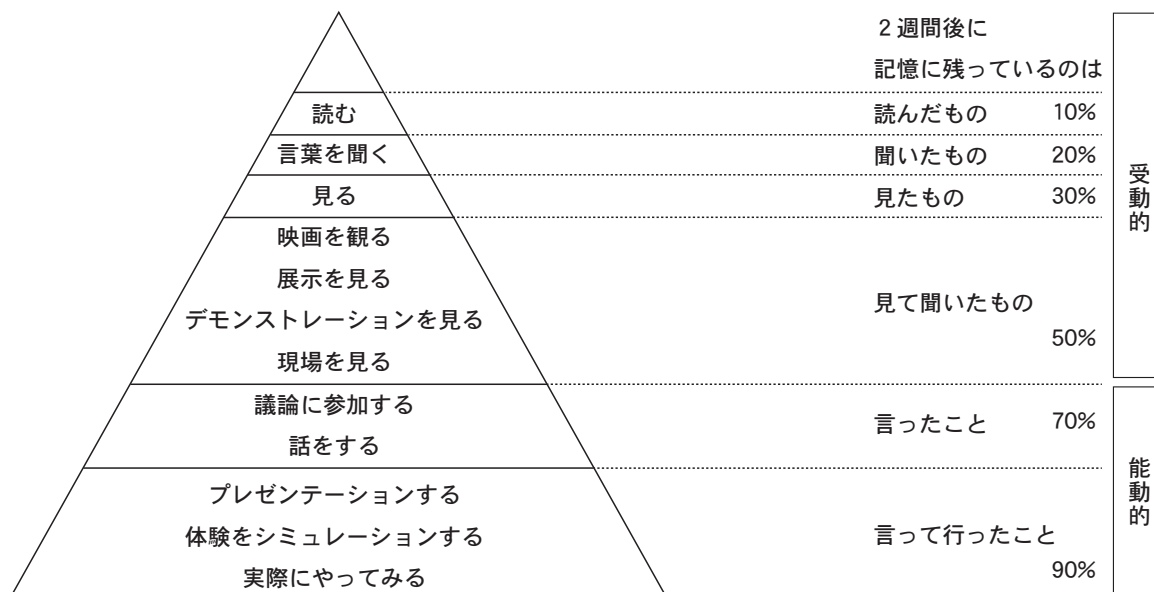 ２週間後に
記憶に残っているのは
読む
読んだもの 10%
言葉を聞く
聞いたもの 20%
見る
見たもの 30%
映画を観る
展示を見る
デモンストレーションを見る
現場を見る
見て聞いたもの
50%
受動的
議論に参加する
話をする
言ったこと 70%
プレゼンテーションする
体験をシミュレーションする
実際にやってみる
言って行ったこと
90%
能動的